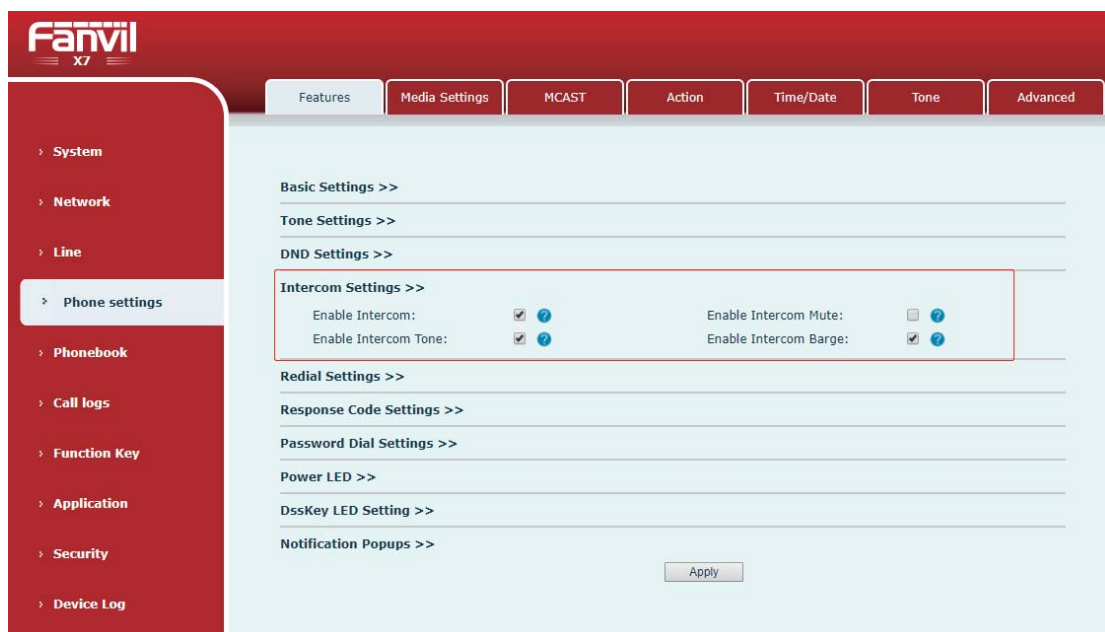 Fanvil
X7
Features Media Settings MCAST Action Time/Date Tone Advanced
› System
› Network
› Line
› Phone settings
› Phonebook
› Call logs
› Function Key
› Application
› Security
› Device Log
Basic Settings >>
Tone Settings >>
DND Settings >>
Intercom Settings >>
Enable Intercom: ? Enable Intercom Mute: ?
Enable Intercom Tone: ? Enable Intercom Barge: ?
Redial Settings >>
Response Code Settings >>
Password Dial Settings >>
Power LED >>
DssKey LED Setting >>
Notification Popups >>
Apply